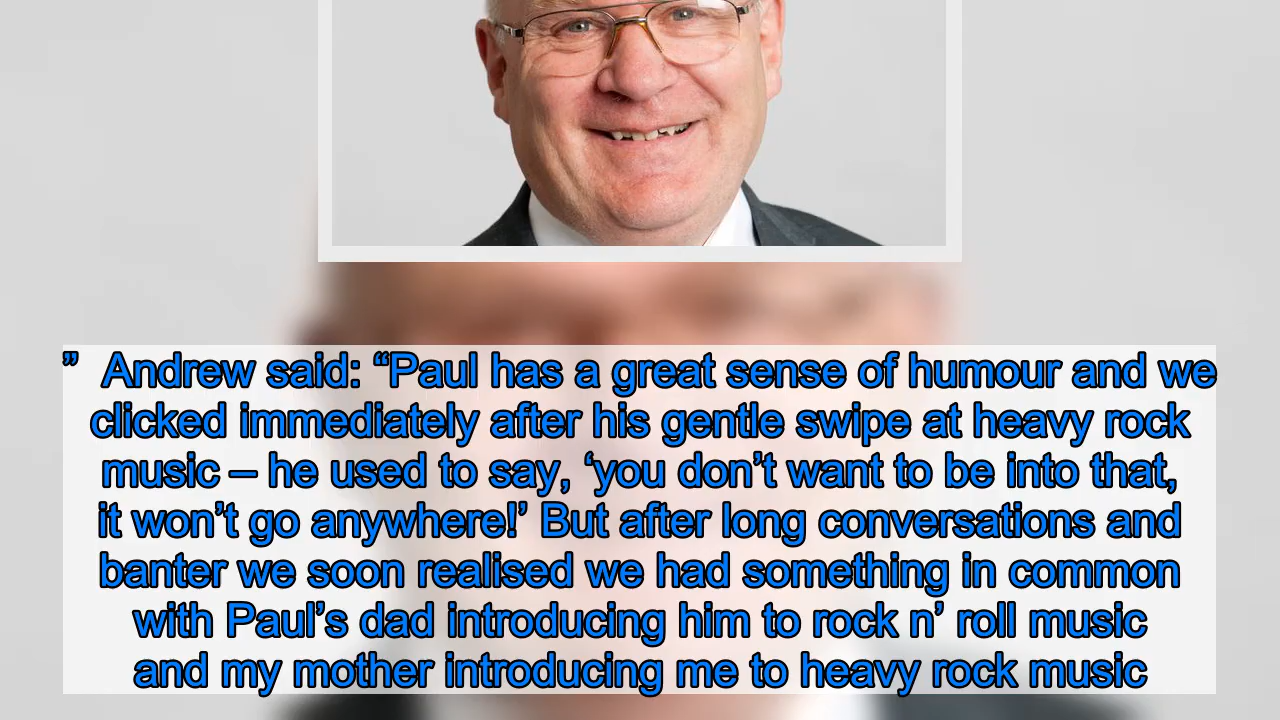 ”  Andrew said: “Paul has a great sense of humour and we
clicked immediately after his gentle swipe at heavy rock
music – he used to say, ‘you don’t want to be into that,
it won’t go anywhere!’ But after long conversations and
banter we soon realised we had something in common
with Paul’s dad introducing him to rock n’ roll music
and my mother introducing me to heavy rock music